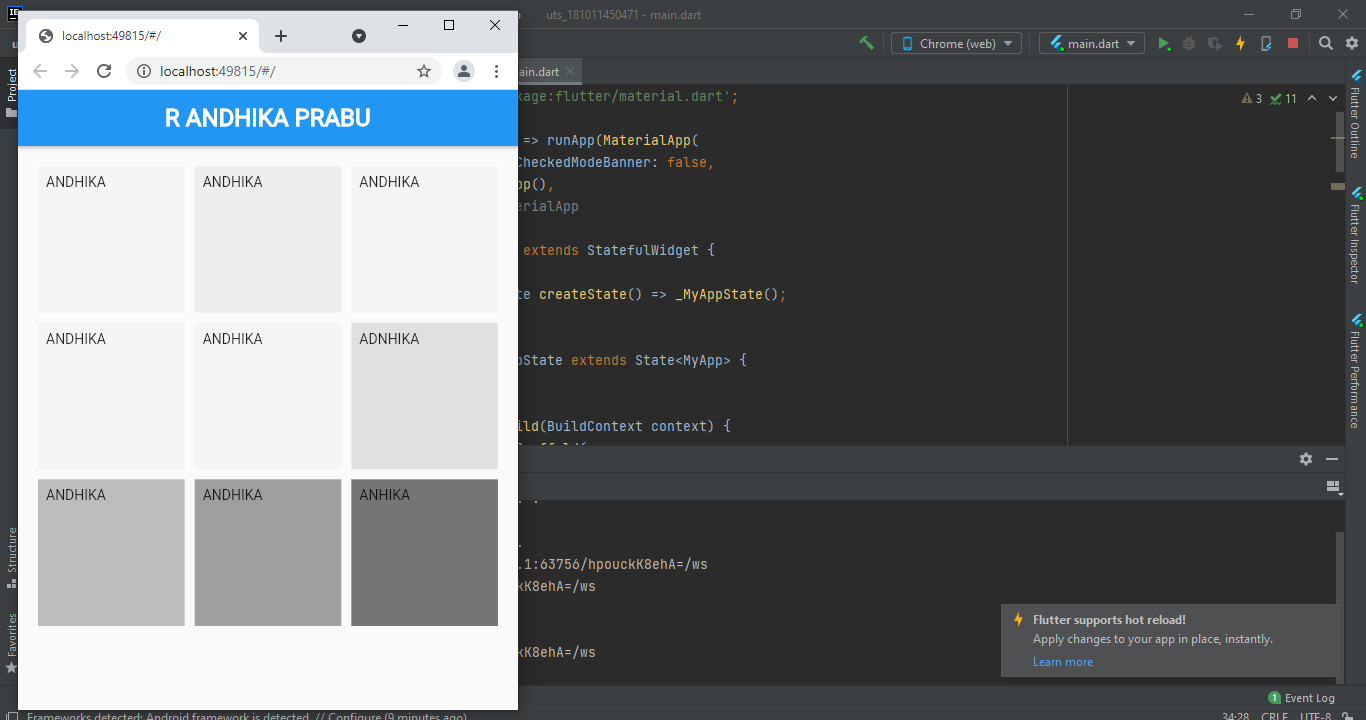 uts_181011450471 - main.dart
localhost:49815/#/
localhost:49815/#/
Chrome (web)
main.dart
ain.dart
R ANDHIKA PRABU
ANDHIKA ANDHIKA ANDHIKA
ANDHIKA ANDHIKA ADNHIKA
ANDHIKA ANDHIKA ANHIKA
kage:flutter/material.dart';
=> runApp(MaterialApp(
CheckedModeBanner: false,
pp(),
erialApp
extends StatefulWidget {
te createState() => _MyAppState();
pState extends State<MyApp> {
ild(BuildContext context) {
3 11
.1:63756/hpouckK8ehA=/ws
kK8ehA=/ws
kK8ehA=/ws
Flutter supports hot reload!
Apply changes to your app in place, instantly.
Learn more
1 Event Log
Frameworks detected: Android framework is detected. // Configure (9 minutes ago)
34:28 CRLF UTF-8
Project
Structure
Favorites
Flutter Outline
Flutter Inspector
Flutter Performance